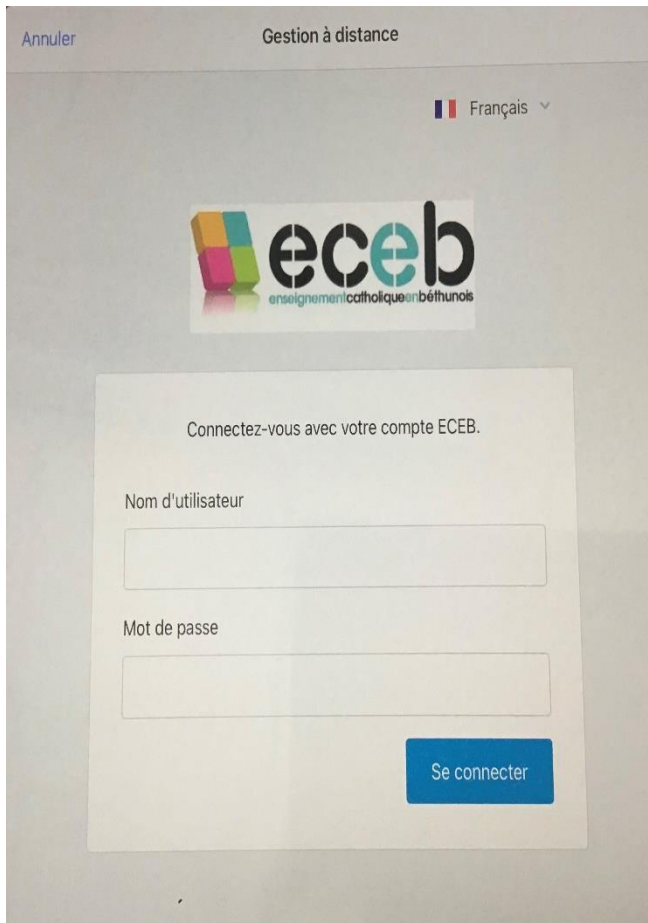 Annuler
Gestion à distance
Français
eceb
enseignementcatholiqueenbéthunois
Connectez-vous avec votre compte ECEB.
Nom d'utilisateur
Mot de passe
Se connecter